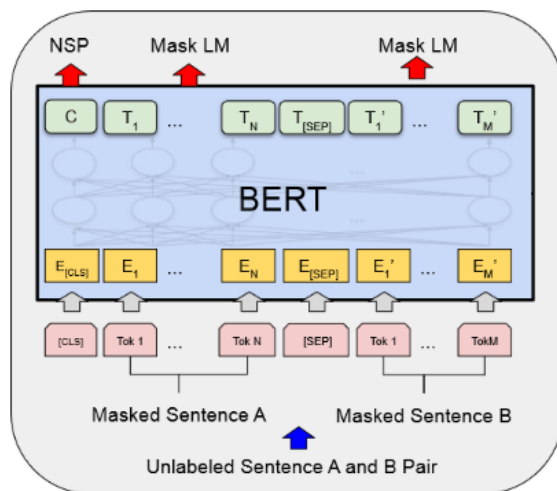 NSP Mask LM Mask LM
C T1 ... TN T[SEP] T1' ... TM'
...
BERT
...
E[CLS] E1 ... EN E[SEP] E1' ... EM'
[CLS] Tok 1 ... Tok N [SEP] Tok 1 ... TokM
Masked Sentence A Masked Sentence B
Unlabeled Sentence A and B Pair